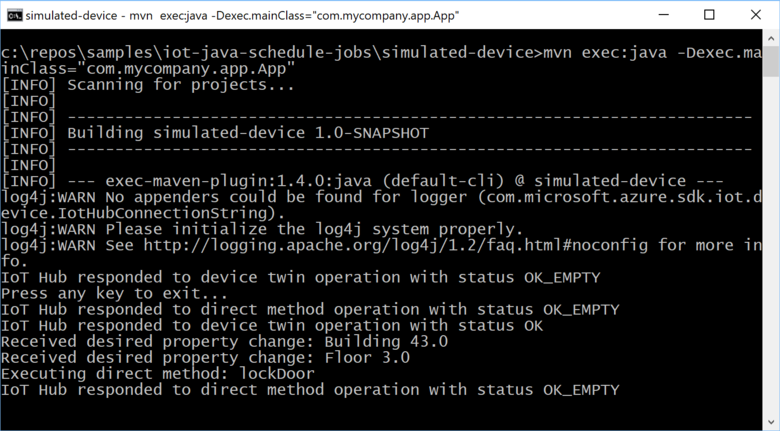 simulated-device - mvn  exec:java -Dexec.mainClass="com.mycompany.app.App"
c:\repos\samples\iot-java-schedule-jobs\simulated-device>mvn exec:java -Dexec.ma
inClass="com.mycompany.app.App"
[INFO] Scanning for projects...
[INFO]
[INFO] ------------------------------------------------------------------------
[INFO] Building simulated-device 1.0-SNAPSHOT
[INFO] ------------------------------------------------------------------------
[INFO]
[INFO] --- exec-maven-plugin:1.4.0:java (default-cli) @ simulated-device ---
log4j:WARN No appenders could be found for logger (com.microsoft.azure.sdk.iot.d
evice.IotHubConnectionString).
log4j:WARN Please initialize the log4j system properly.
log4j:WARN See http://logging.apache.org/log4j/1.2/faq.html#noconfig for more in
fo.
IoT Hub responded to device twin operation with status OK_EMPTY
Press any key to exit...
IoT Hub responded to direct method operation with status OK_EMPTY
IoT Hub responded to device twin operation with status OK
Received desired property change: Building 43.0
Received desired property change: Floor 3.0
Executing direct method: lockDoor
IoT Hub responded to direct method operation with status OK_EMPTY